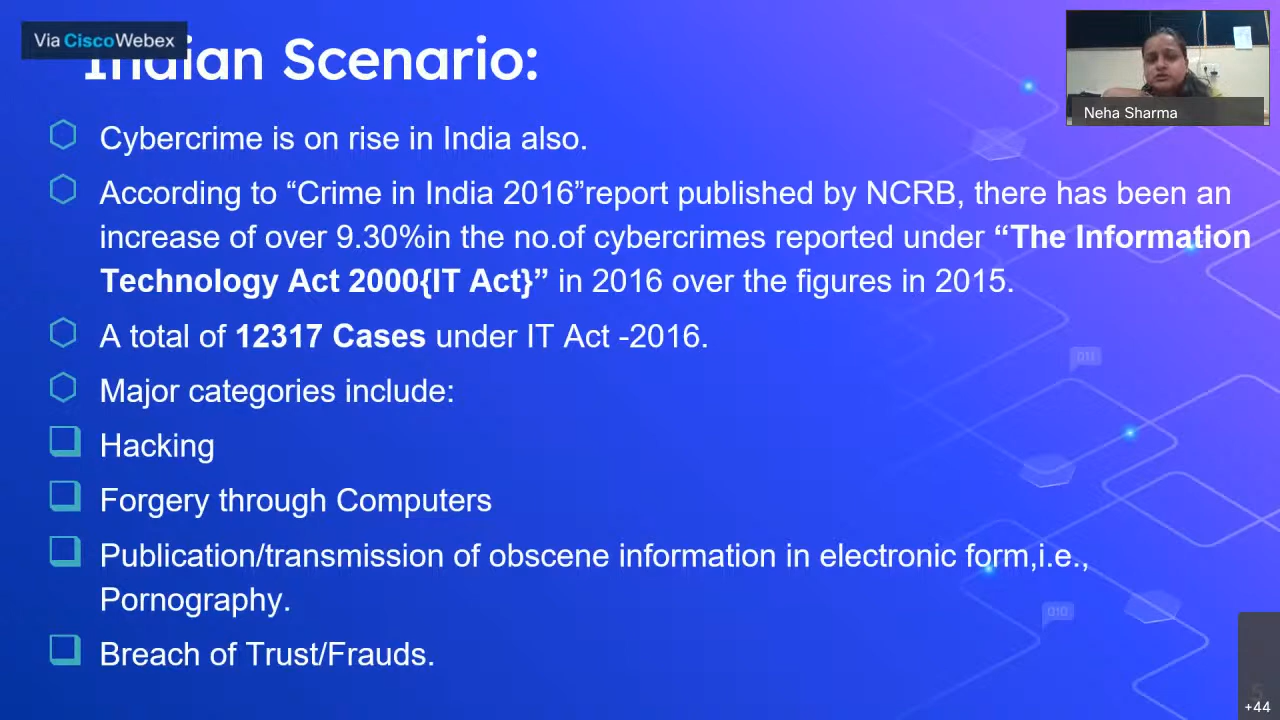 Via Cisco Webex
Indian Scenario:
Neha Sharma
Cybercrime is on rise in India also.
According to “Crime in India 2016”report published by NCRB, there has been an
increase of over 9.30%in the no.of cybercrimes reported under “The Information
Technology Act 2000{IT Act}” in 2016 over the figures in 2015.
A total of 12317 Cases under IT Act -2016.
Major categories include:
Hacking
Forgery through Computers
Publication/transmission of obscene information in electronic form,i.e.,
Pornography.
Breach of Trust/Frauds.
011
010
5
+44